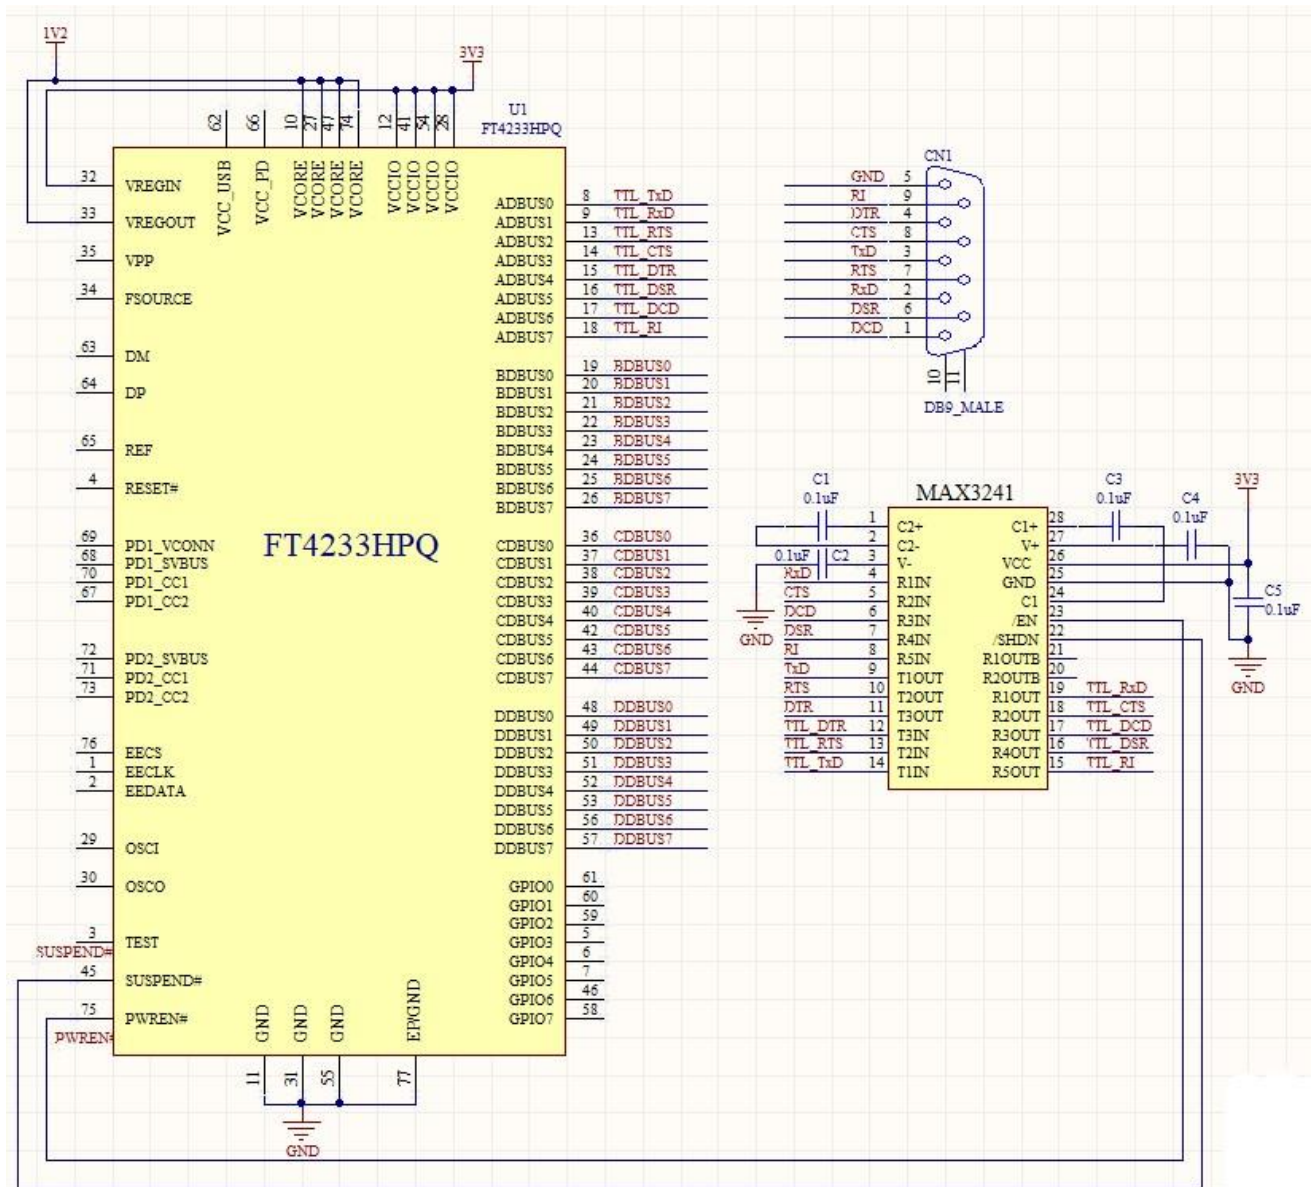 1V2
3V3
U1
FT4233HPQ
62
66
10
27
47
74
12
41
54
28
VCC_USB
VCC_PD
VCORE
VCORE
VCORE
VCORE
VCCIO
VCCIO
VCCIO
VCCIO
32 VREGIN
33 VREGOUT
35 VPP
34 FSOURCE
63 DM
64 DP
65 REF
4 RESET#
69 PD1_VCONN
68 PD1_SVBUS
70 PD1_CC1
67 PD1_CC2
72 PD2_SVBUS
71 PD2_CC1
73 PD2_CC2
76 EECS
1 EECLK
2 EEDATA
29 OSCI
30 OSCO
3 TEST
SUSPEND#
45 SUSPEND#
75 PWREN#
PWREN#
FT4233HPQ
ADBUS0 8 TTL_TxD
ADBUS1 9 TTL_RxD
ADBUS2 13 TTL_RTS
ADBUS3 14 TTL_CTS
ADBUS4 15 TTL_DTR
ADBUS5 16 TTL_DSR
ADBUS6 17 TTL_DCD
ADBUS7 18 TTL_RI
BDBUS0 19 BDBUS0
BDBUS1 20 BDBUS1
BDBUS2 21 BDBUS2
BDBUS3 22 BDBUS3
BDBUS4 23 BDBUS4
BDBUS5 24 BDBUS5
BDBUS6 25 BDBUS6
BDBUS7 26 BDBUS7
CDBUS0 36 CDBUS0
CDBUS1 37 CDBUS1
CDBUS2 38 CDBUS2
CDBUS3 39 CDBUS3
CDBUS4 40 CDBUS4
CDBUS5 42 CDBUS5
CDBUS6 43 CDBUS6
CDBUS7 44 CDBUS7
DDBUS0 48 DDBUS0
DDBUS1 49 DDBUS1
DDBUS2 50 DDBUS2
DDBUS3 51 DDBUS3
DDBUS4 52 DDBUS4
DDBUS5 53 DDBUS5
DDBUS6 56 DDBUS6
DDBUS7 57 DDBUS7
GPIO0 61
GPIO1 60
GPIO2 59
GPIO3 5
GPIO4 6
GPIO5 7
GPIO6 46
GPIO7 58
GND
GND
GND
EP/GND
11
31
55
77
GND
CN1
GND 5
RI 9
DTR 4
CTS 8
TxD 3
RTS 7
RxD 2
DSR 6
DCD 1
10
11
DB9_MALE
MAX3241
C1
0.1uF
0.1uF C2
GND
C3
0.1uF
C4
0.1uF
3V3
C5
0.1uF
GND
1 C2+
2 C2-
3 V-
RxD 4 R1IN
CTS 5 R2IN
DCD 6 R3IN
DSR 7 R4IN
RI 8 R5IN
TxD 9 T1OUT
RTS 10 T2OUT
DTR 11 T3OUT
TTL_DTR 12 T3IN
TTL_RTS 13 T2IN
TTL_TxD 14 T1IN
C1+ 28
V+ 27
VCC 26
GND 25
C1 24
/EN 23
/SHDN 22
R1OUTB 21
R2OUTB 20
R1OUT 19 TTL_RxD
R2OUT 18 TTL_CTS
R3OUT 17 TTL_DCD
R4OUT 16 TTL_DSR
R5OUT 15 TTL_RI